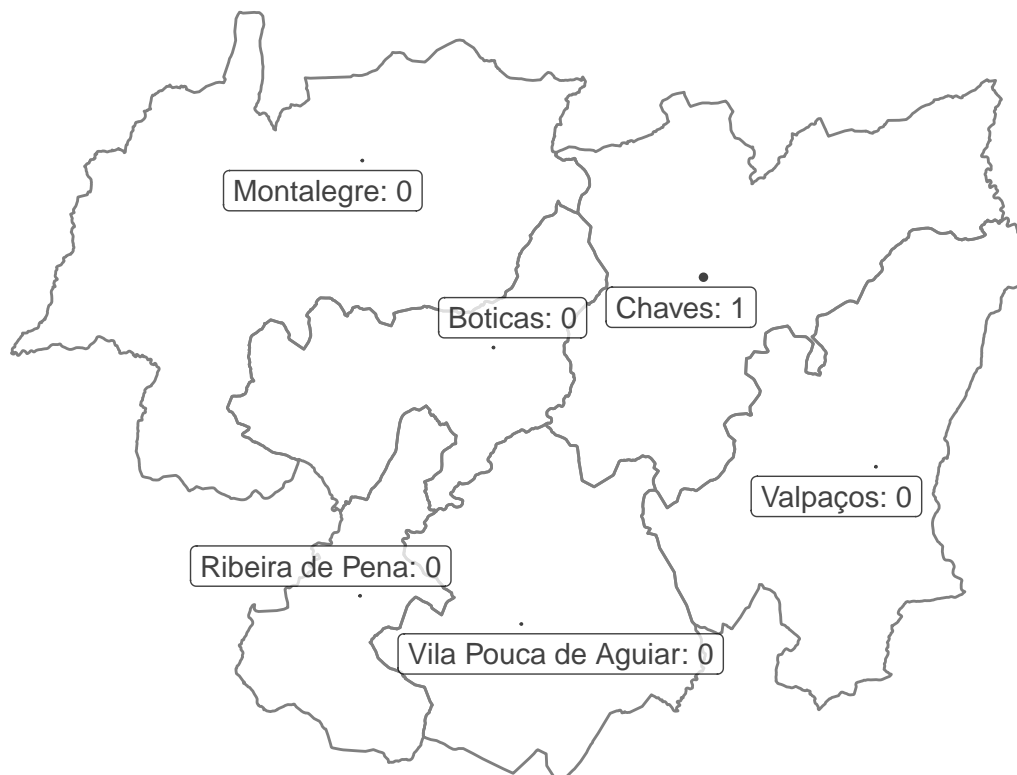 Montalegre: 0
Boticas: 0
Chaves: 1
Valpaços: 0
Ribeira de Pena: 0
Vila Pouca de Aguiar: 0